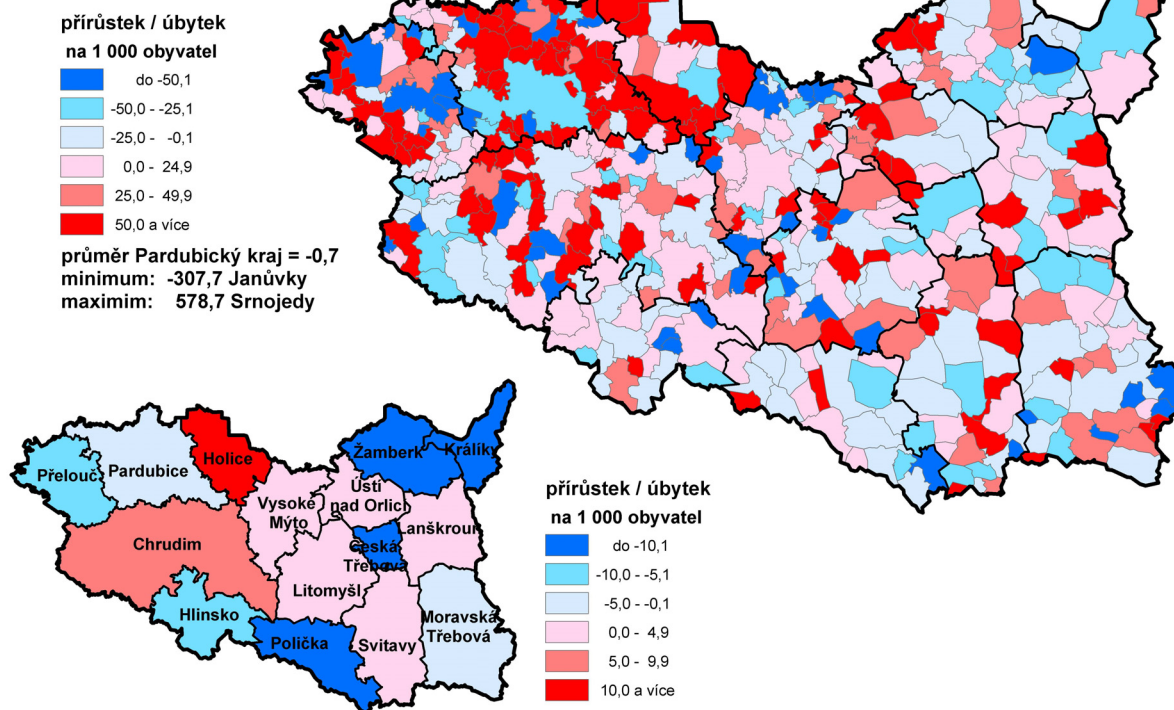 přírůstek / úbytek
na 1 000 obyvatel
do -50,1
-50,0 - -25,1
-25,0 - -0,1
0,0 - 24,9
25,0 - 49,9
50,0 a více
průměr Pardubický kraj = -0,7
minimum: -307,7 Janůvky
maximim: 578,7 Srnojedy
Žamberk
Králík
Holice
Pardubice
Přelouč
Ústí
nad Orlicí
Vysoké
Mýto
Lanškroun
Chrudim
Česká
Třebová
Litomyšl
Hlinsko
Moravská
Třebová
Polička
Svitavy
přírůstek / úbytek
na 1 000 obyvatel
do -10,1
-10,0 - -5,1
-5,0 - -0,1
0,0 - 4,9
5,0 - 9,9
10,0 a více